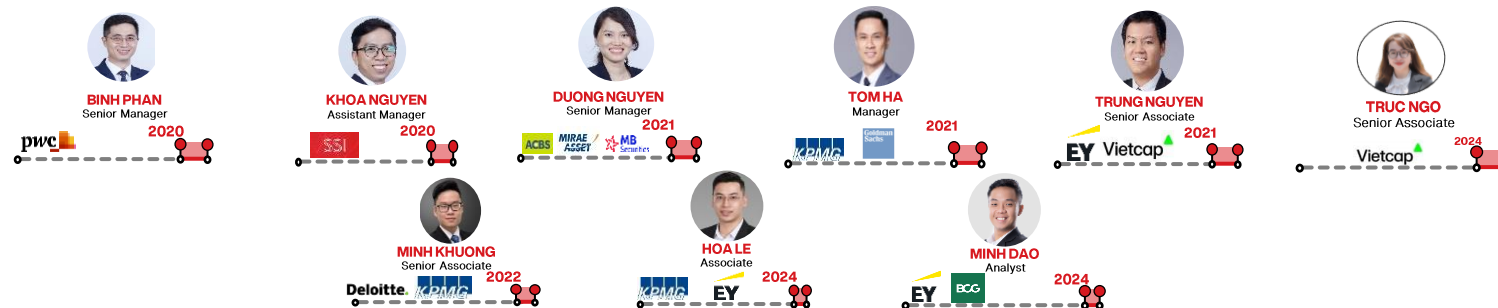 BINH PHAN
Senior Manager
pwc
2020
KHOA NGUYEN
Assistant Manager
SSI
2020
DUONG NGUYEN
Senior Manager
ACBS
MIRAE ASSET
MB Securities
2021
TOM HA
Manager
KPMG
Goldman
Sachs
2021
TRUNG NGUYEN
Senior Associate
EY
Vietcap
2021
TRUC NGO
Senior Associate
Vietcap
2024
MINH KHUONG
Senior Associate
Deloitte.
KPMG
2022
HOA LE
Associate
KPMG
EY
2024
MINH DAO
Analyst
EY
BCG
2024